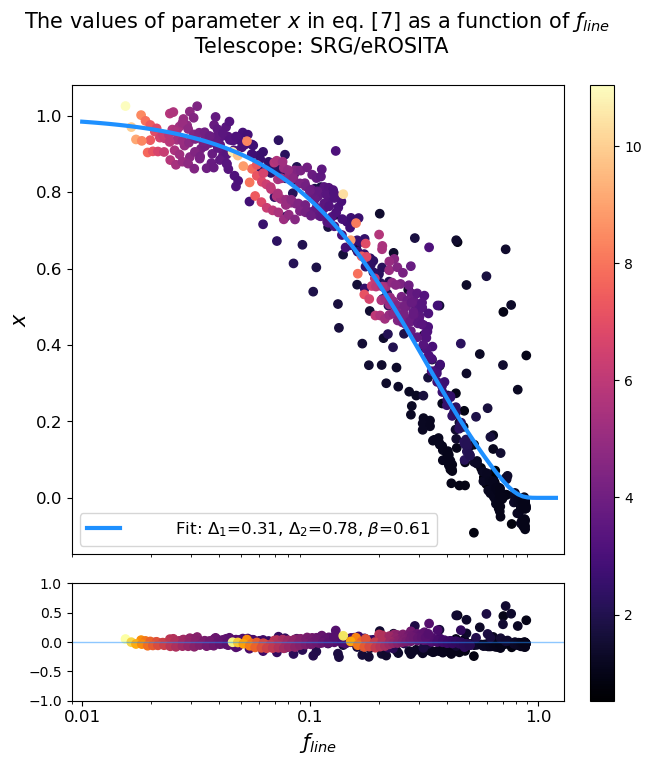 The values of parameter x in eq. [7] as a function of f_line
Telescope: SRG/eROSITA
1.0
0.8
0.6
0.4
0.2
0.0
x
Fit: Δ₁=0.31, Δ₂=0.78, β=0.61
10
8
6
4
2
1.0
0.5
0.0
−0.5
−1.0
0.01 0.1 1.0
f_line